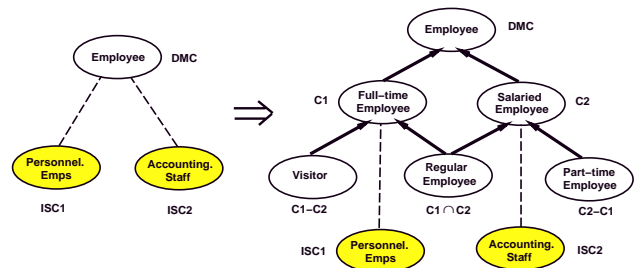 Employee
DMC
Personnel.
Emps
Accounting.
Staff
ISC1
ISC2
Employee
DMC
C1
Full-time
Employee
Salaried
Employee
C2
Visitor
Regular
Employee
Part-time
Employee
C1-C2
C1 ∩ C2
C2-C1
ISC1
Personnel.
Emps
Accounting.
Staff
ISC2